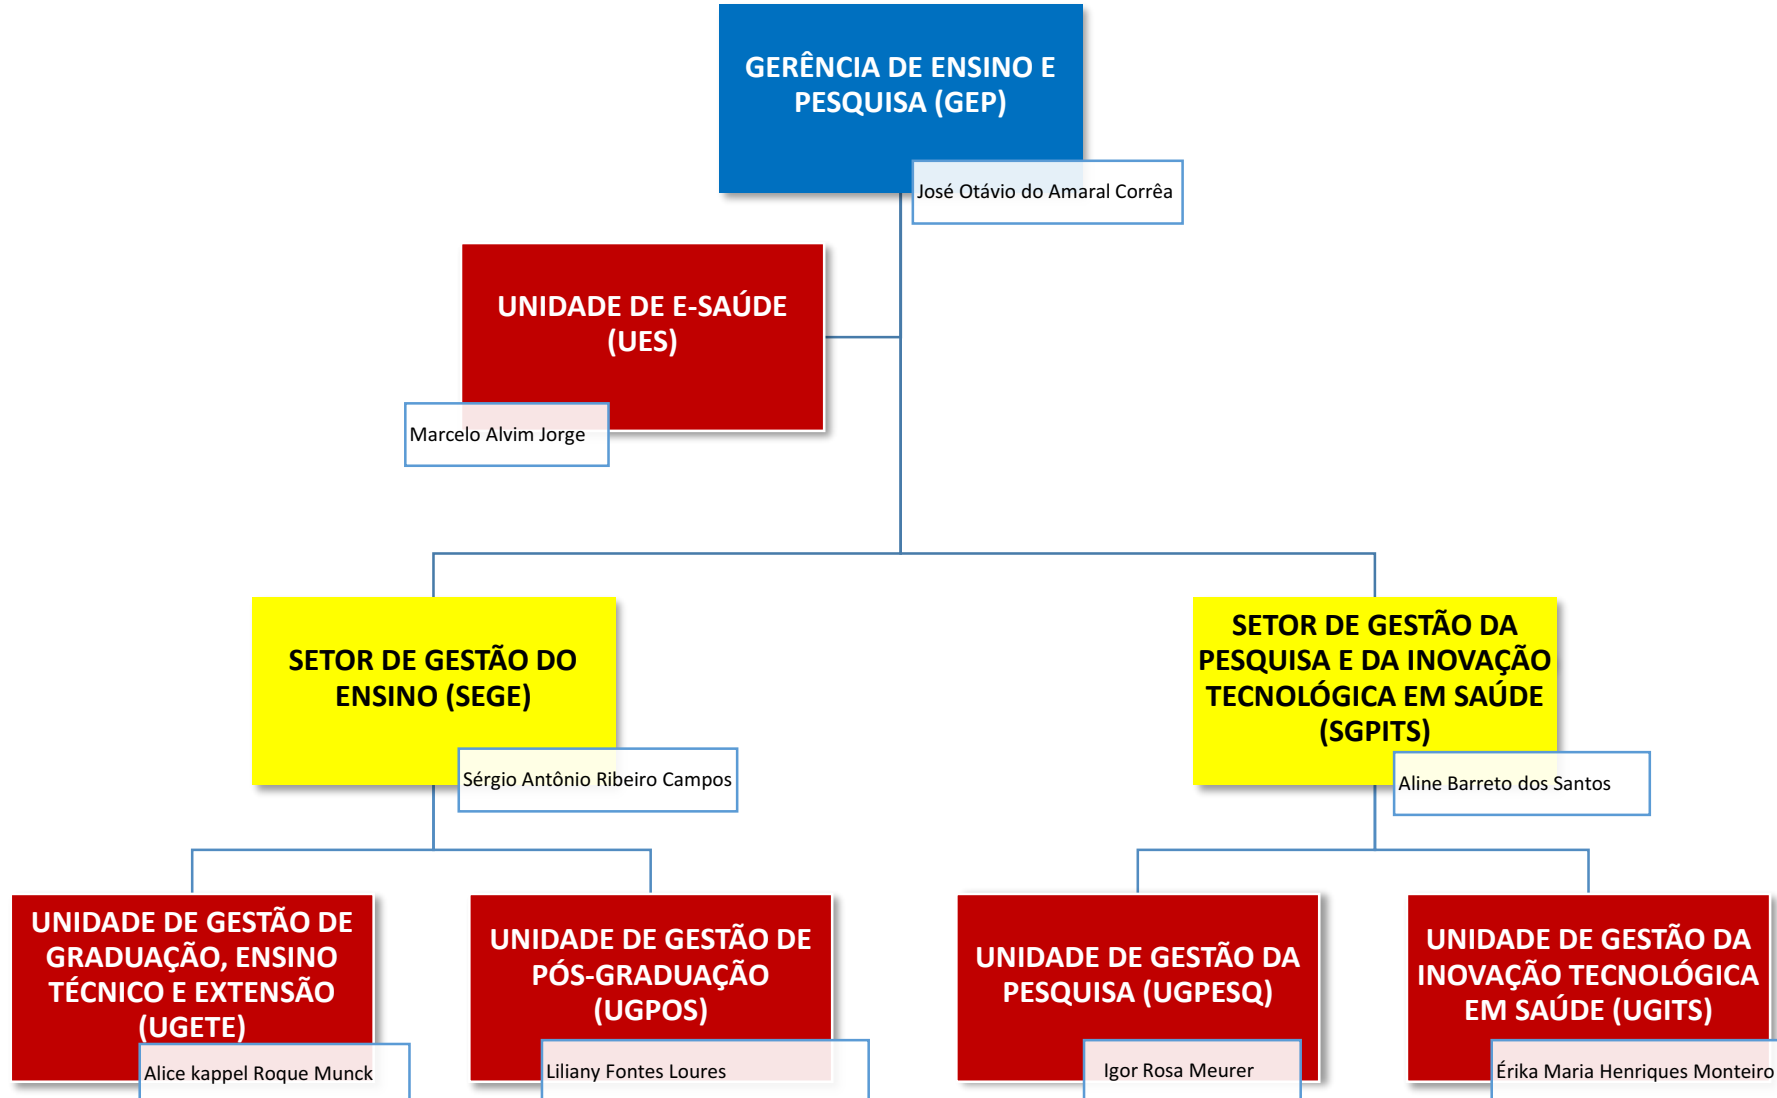 GERÊNCIA DE ENSINO E
PESQUISA (GEP)
José Otávio do Amaral Corrêa
UNIDADE DE E-SAÚDE
(UES)
Marcelo Alvim Jorge
SETOR DE GESTÃO DO
ENSINO (SEGE)
Sérgio Antônio Ribeiro Campos
SETOR DE GESTÃO DA
PESQUISA E DA INOVAÇÃO
TECNOLÓGICA EM SAÚDE
(SGPITS)
Aline Barreto dos Santos
UNIDADE DE GESTÃO DE
GRADUAÇÃO, ENSINO
TÉCNICO E EXTENSÃO
(UGETE)
Alice kappel Roque Munck
UNIDADE DE GESTÃO DE
PÓS-GRADUAÇÃO
(UGPOS)
Liliany Fontes Loures
UNIDADE DE GESTÃO DA
PESQUISA (UGPESQ)
Igor Rosa Meurer
UNIDADE DE GESTÃO DA
INOVAÇÃO TECNOLÓGICA
EM SAÚDE (UGITS)
Érika Maria Henriques Monteiro